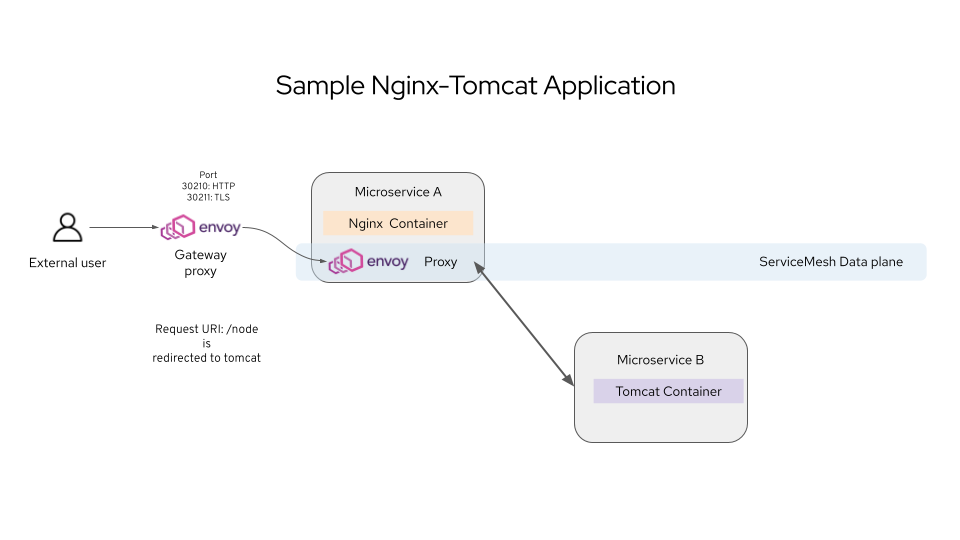 Sample Nginx-Tomcat Application
Port
30210: HTTP
30211: TLS
envoy
Gateway
proxy
External user
Microservice A
Nginx Container
envoy Proxy
ServiceMesh Data plane
Request URI: /node
is
redirected to tomcat
Microservice B
Tomcat Container